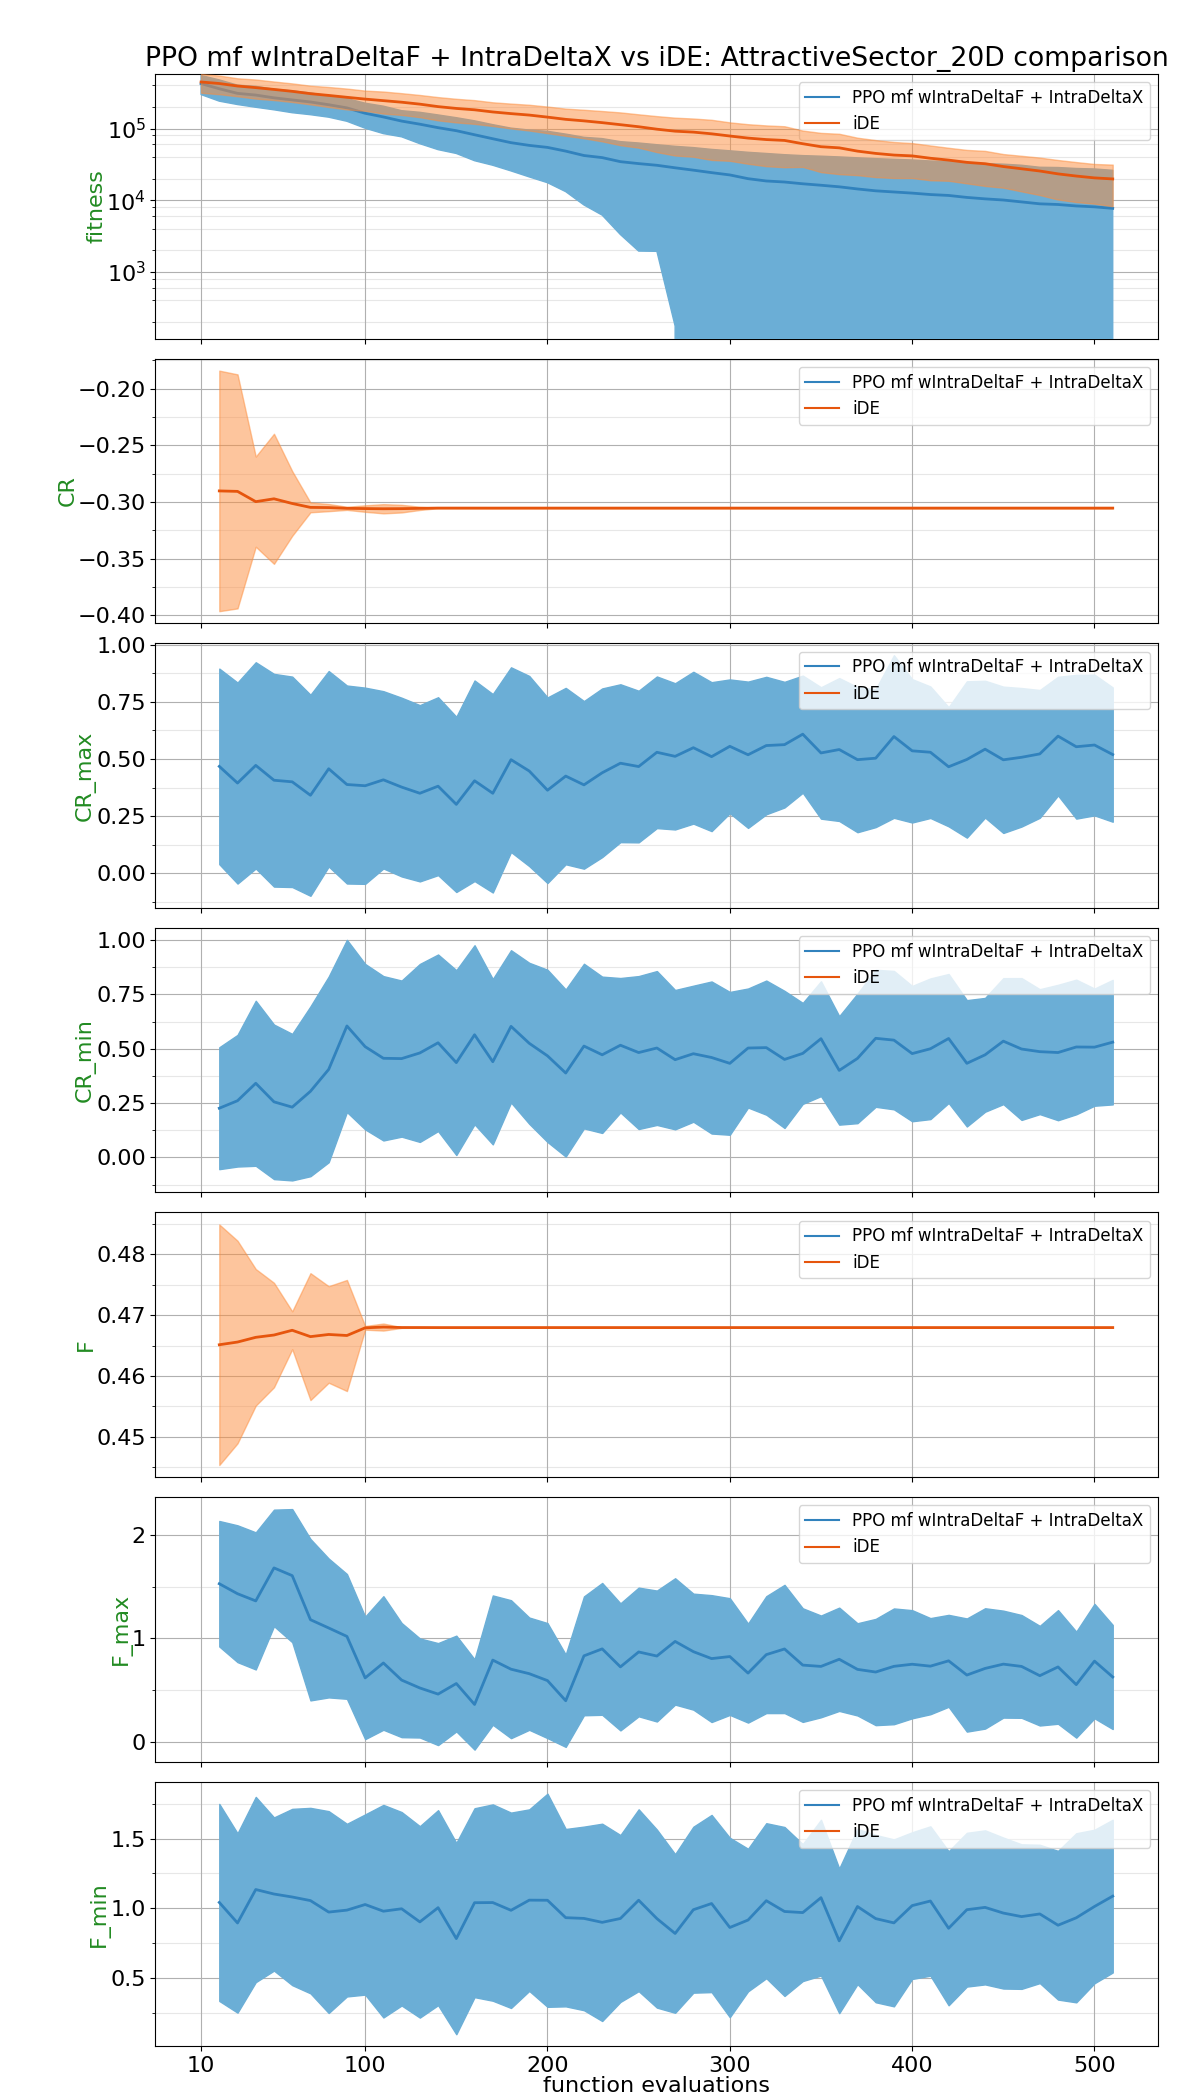 PPO mf wIntraDeltaF + IntraDeltaX vs iDE: AttractiveSector_20D comparison
fitness
10^5
10^4
10^3
PPO mf wIntraDeltaF + IntraDeltaX
iDE
CR
−0.20
−0.25
−0.30
−0.35
−0.40
PPO mf wIntraDeltaF + IntraDeltaX
iDE
CR_max
1.00
0.75
0.50
0.25
0.00
PPO mf wIntraDeltaF + IntraDeltaX
iDE
CR_min
1.00
0.75
0.50
0.25
0.00
PPO mf wIntraDeltaF + IntraDeltaX
iDE
F
0.48
0.47
0.46
0.45
PPO mf wIntraDeltaF + IntraDeltaX
iDE
F_max
2
1
0
PPO mf wIntraDeltaF + IntraDeltaX
iDE
F_min
1.5
1.0
0.5
PPO mf wIntraDeltaF + IntraDeltaX
iDE
10 100 200 300 400 500
function evaluations